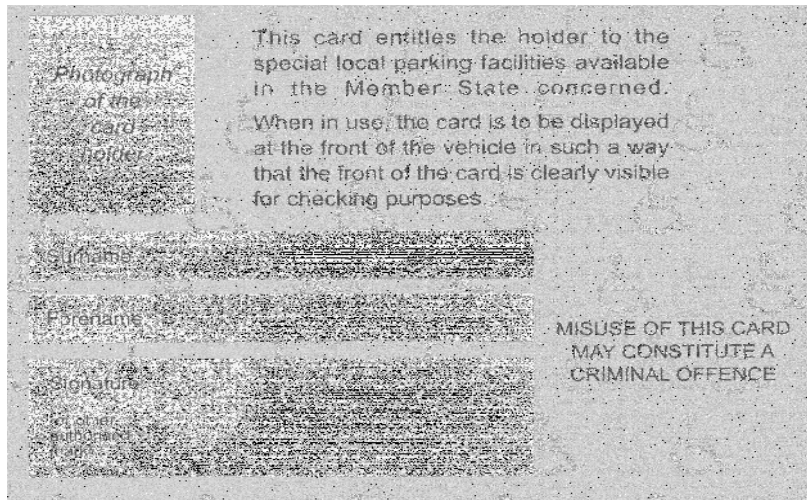 Photograph
of the
card
holder
This card entitles the holder to the
special local parking facilities available
in the Member State concerned.
When in use, the card is to be displayed
at the front of the vehicle in such a way
that the front of the card is clearly visible
for checking purposes.
Surname
Forename
MISUSE OF THIS CARD
MAY CONSTITUTE A
CRIMINAL OFFENCE
Signature
or other
authorised